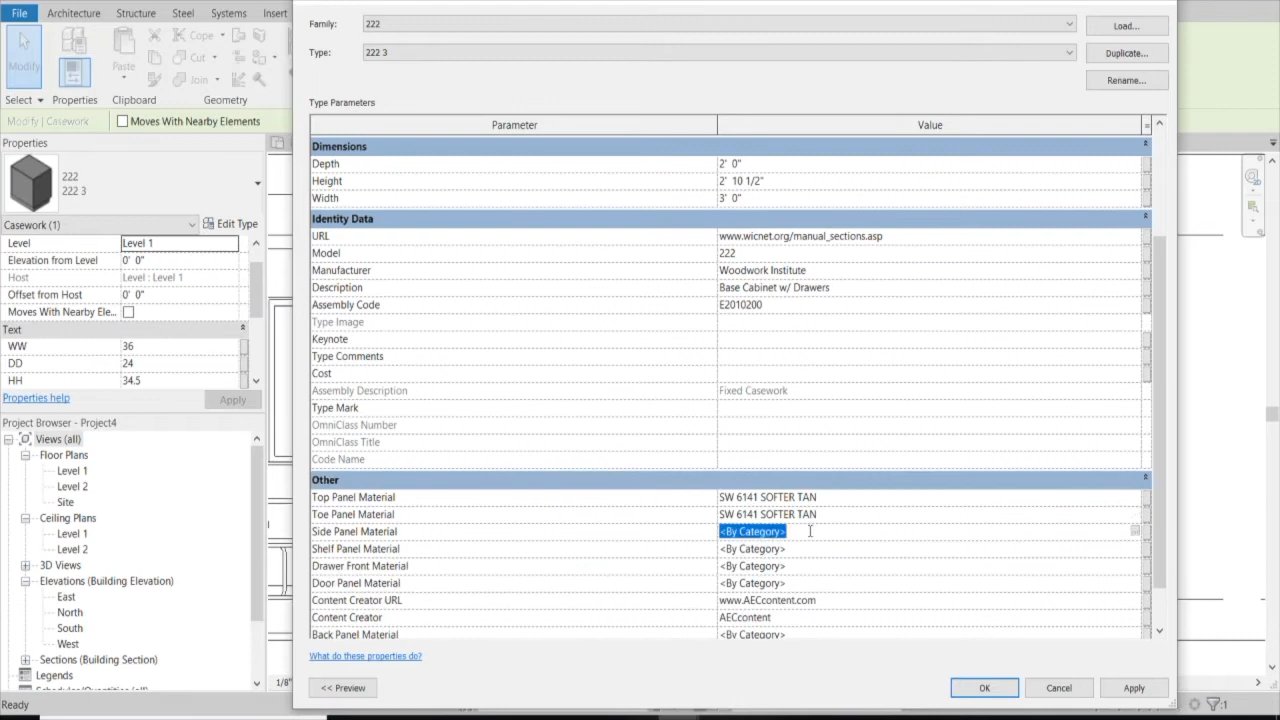 File Architecture Structure Steel Systems Insert
Modify
Paste
Cope
Cut
Join
Select Properties Clipboard Geometry
Modify | Casework Moves With Nearby Elements
Properties
222
222 3
Casework (1) Edit Type
Level Level 1
Elevation from Level 0' 0"
Host Level : Level 1
Offset from Host 0' 0"
Moves With Nearby Ele...
Text
WW 36
DD 24
HH 34.5
Properties help Apply
Project Browser - Project4
Views (all)
Floor Plans
Level 1
Level 2
Site
Ceiling Plans
Level 1
Level 2
3D Views
Elevations (Building Elevation)
East
North
South
West
Sections (Building Section)
Legends
Schedules/Quantities (all)
Ready
1/8"
Family: 222 Load...
Type: 222 3 Duplicate...
Rename...
Type Parameters
Parameter Value =
Dimensions
Depth 2' 0"
Height 2' 10 1/2"
Width 3' 0"
Identity Data
URL www.wicnet.org/manual_sections.asp
Model 222
Manufacturer Woodwork Institute
Description Base Cabinet w/ Drawers
Assembly Code E2010200
Type Image
Keynote
Type Comments
Cost
Assembly Description Fixed Casework
Type Mark
OmniClass Number
OmniClass Title
Code Name
Other
Top Panel Material SW 6141 SOFTER TAN
Toe Panel Material SW 6141 SOFTER TAN
Side Panel Material <By Category>
Shelf Panel Material <By Category>
Drawer Front Material <By Category>
Door Panel Material <By Category>
Content Creator URL www.AECcontent.com
Content Creator AECcontent
Back Panel Material <By Category>
What do these properties do?
<< Preview OK Cancel Apply
:1